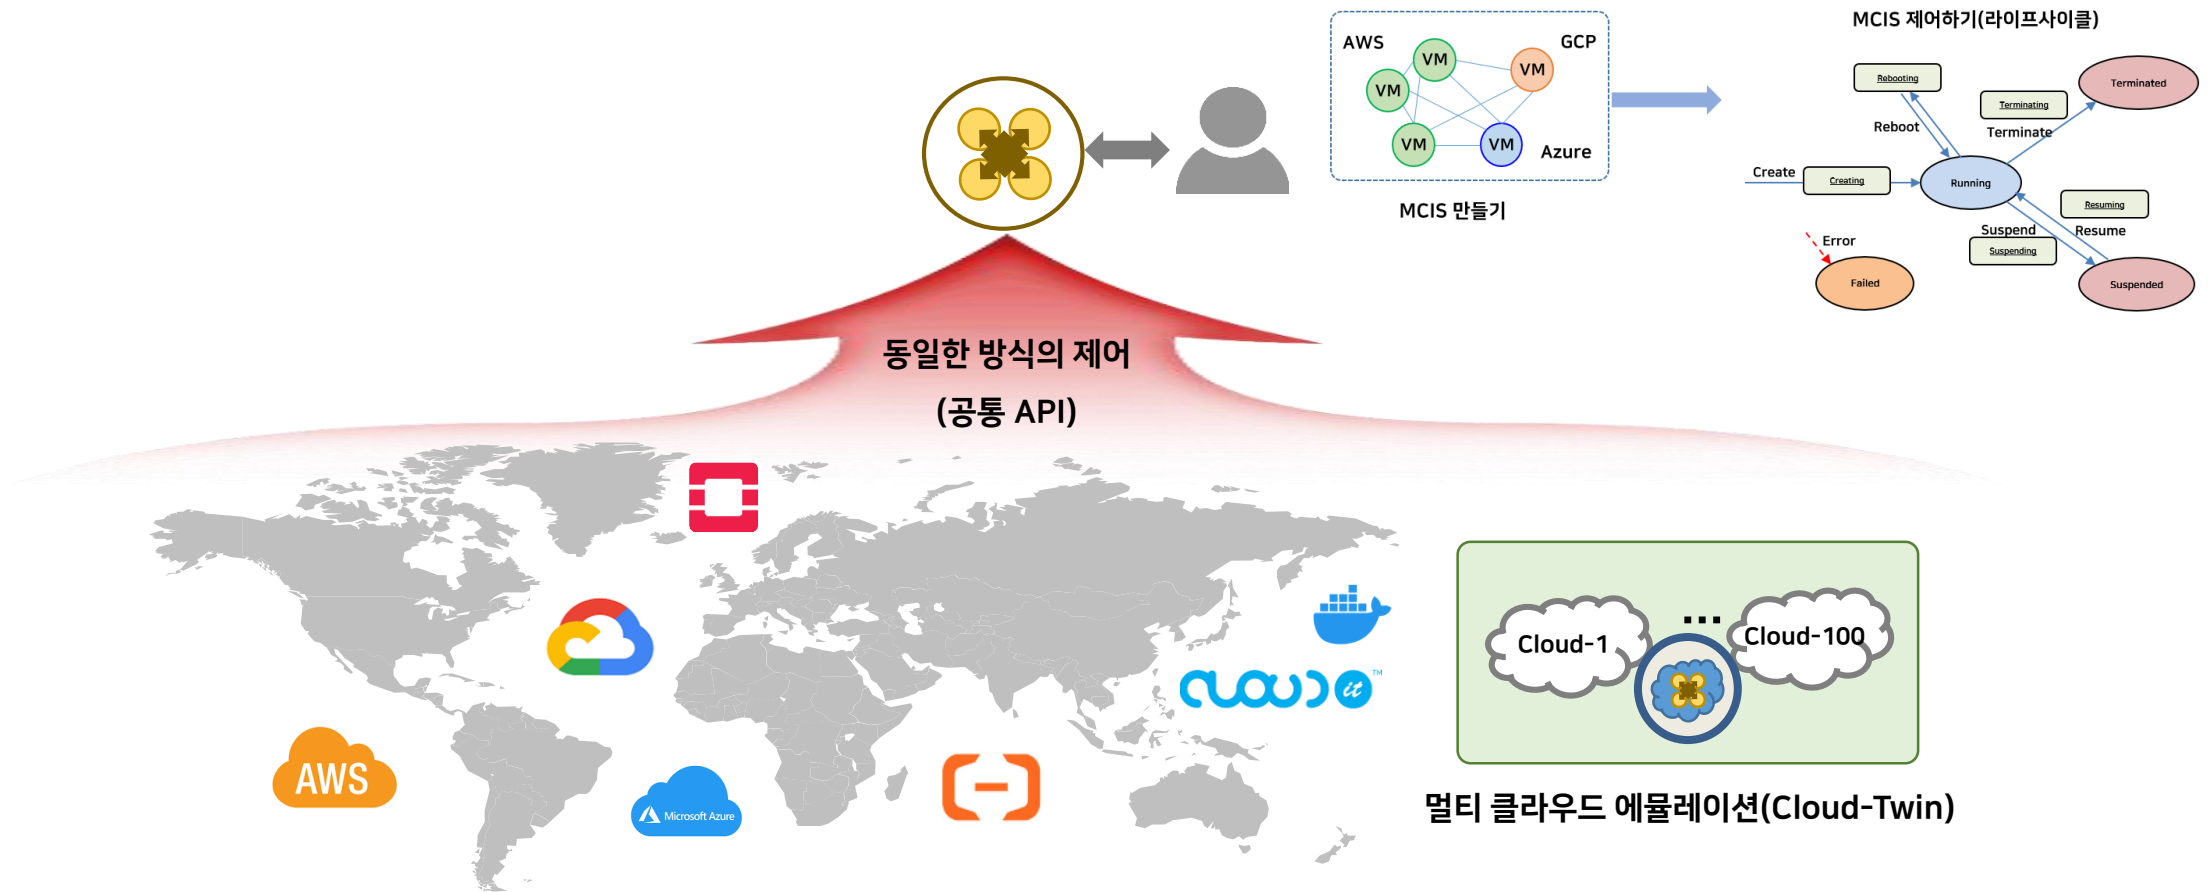 MCIS 제어하기(라이프사이클)
AWS
GCP
VM
VM
VM
VM
VM
Azure
MCIS 만들기
Rebooting
Terminated
Terminating
Reboot
Terminate
Create
Creating
Running
Resuming
Suspend
Resume
Suspending
Error
Failed
Suspended
동일한 방식의 제어
(공통 API)
cloud it™
AWS
Microsoft Azure
Cloud-1
...
Cloud-100
멀티 클라우드 에뮬레이션(Cloud-Twin)